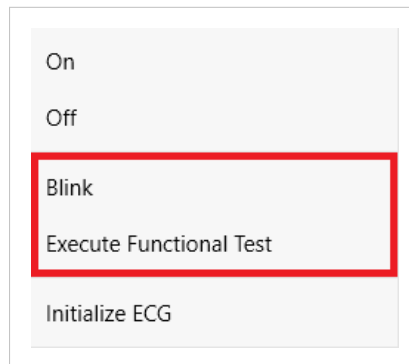 On
Off
Blink
Execute Functional Test
Initialize ECG